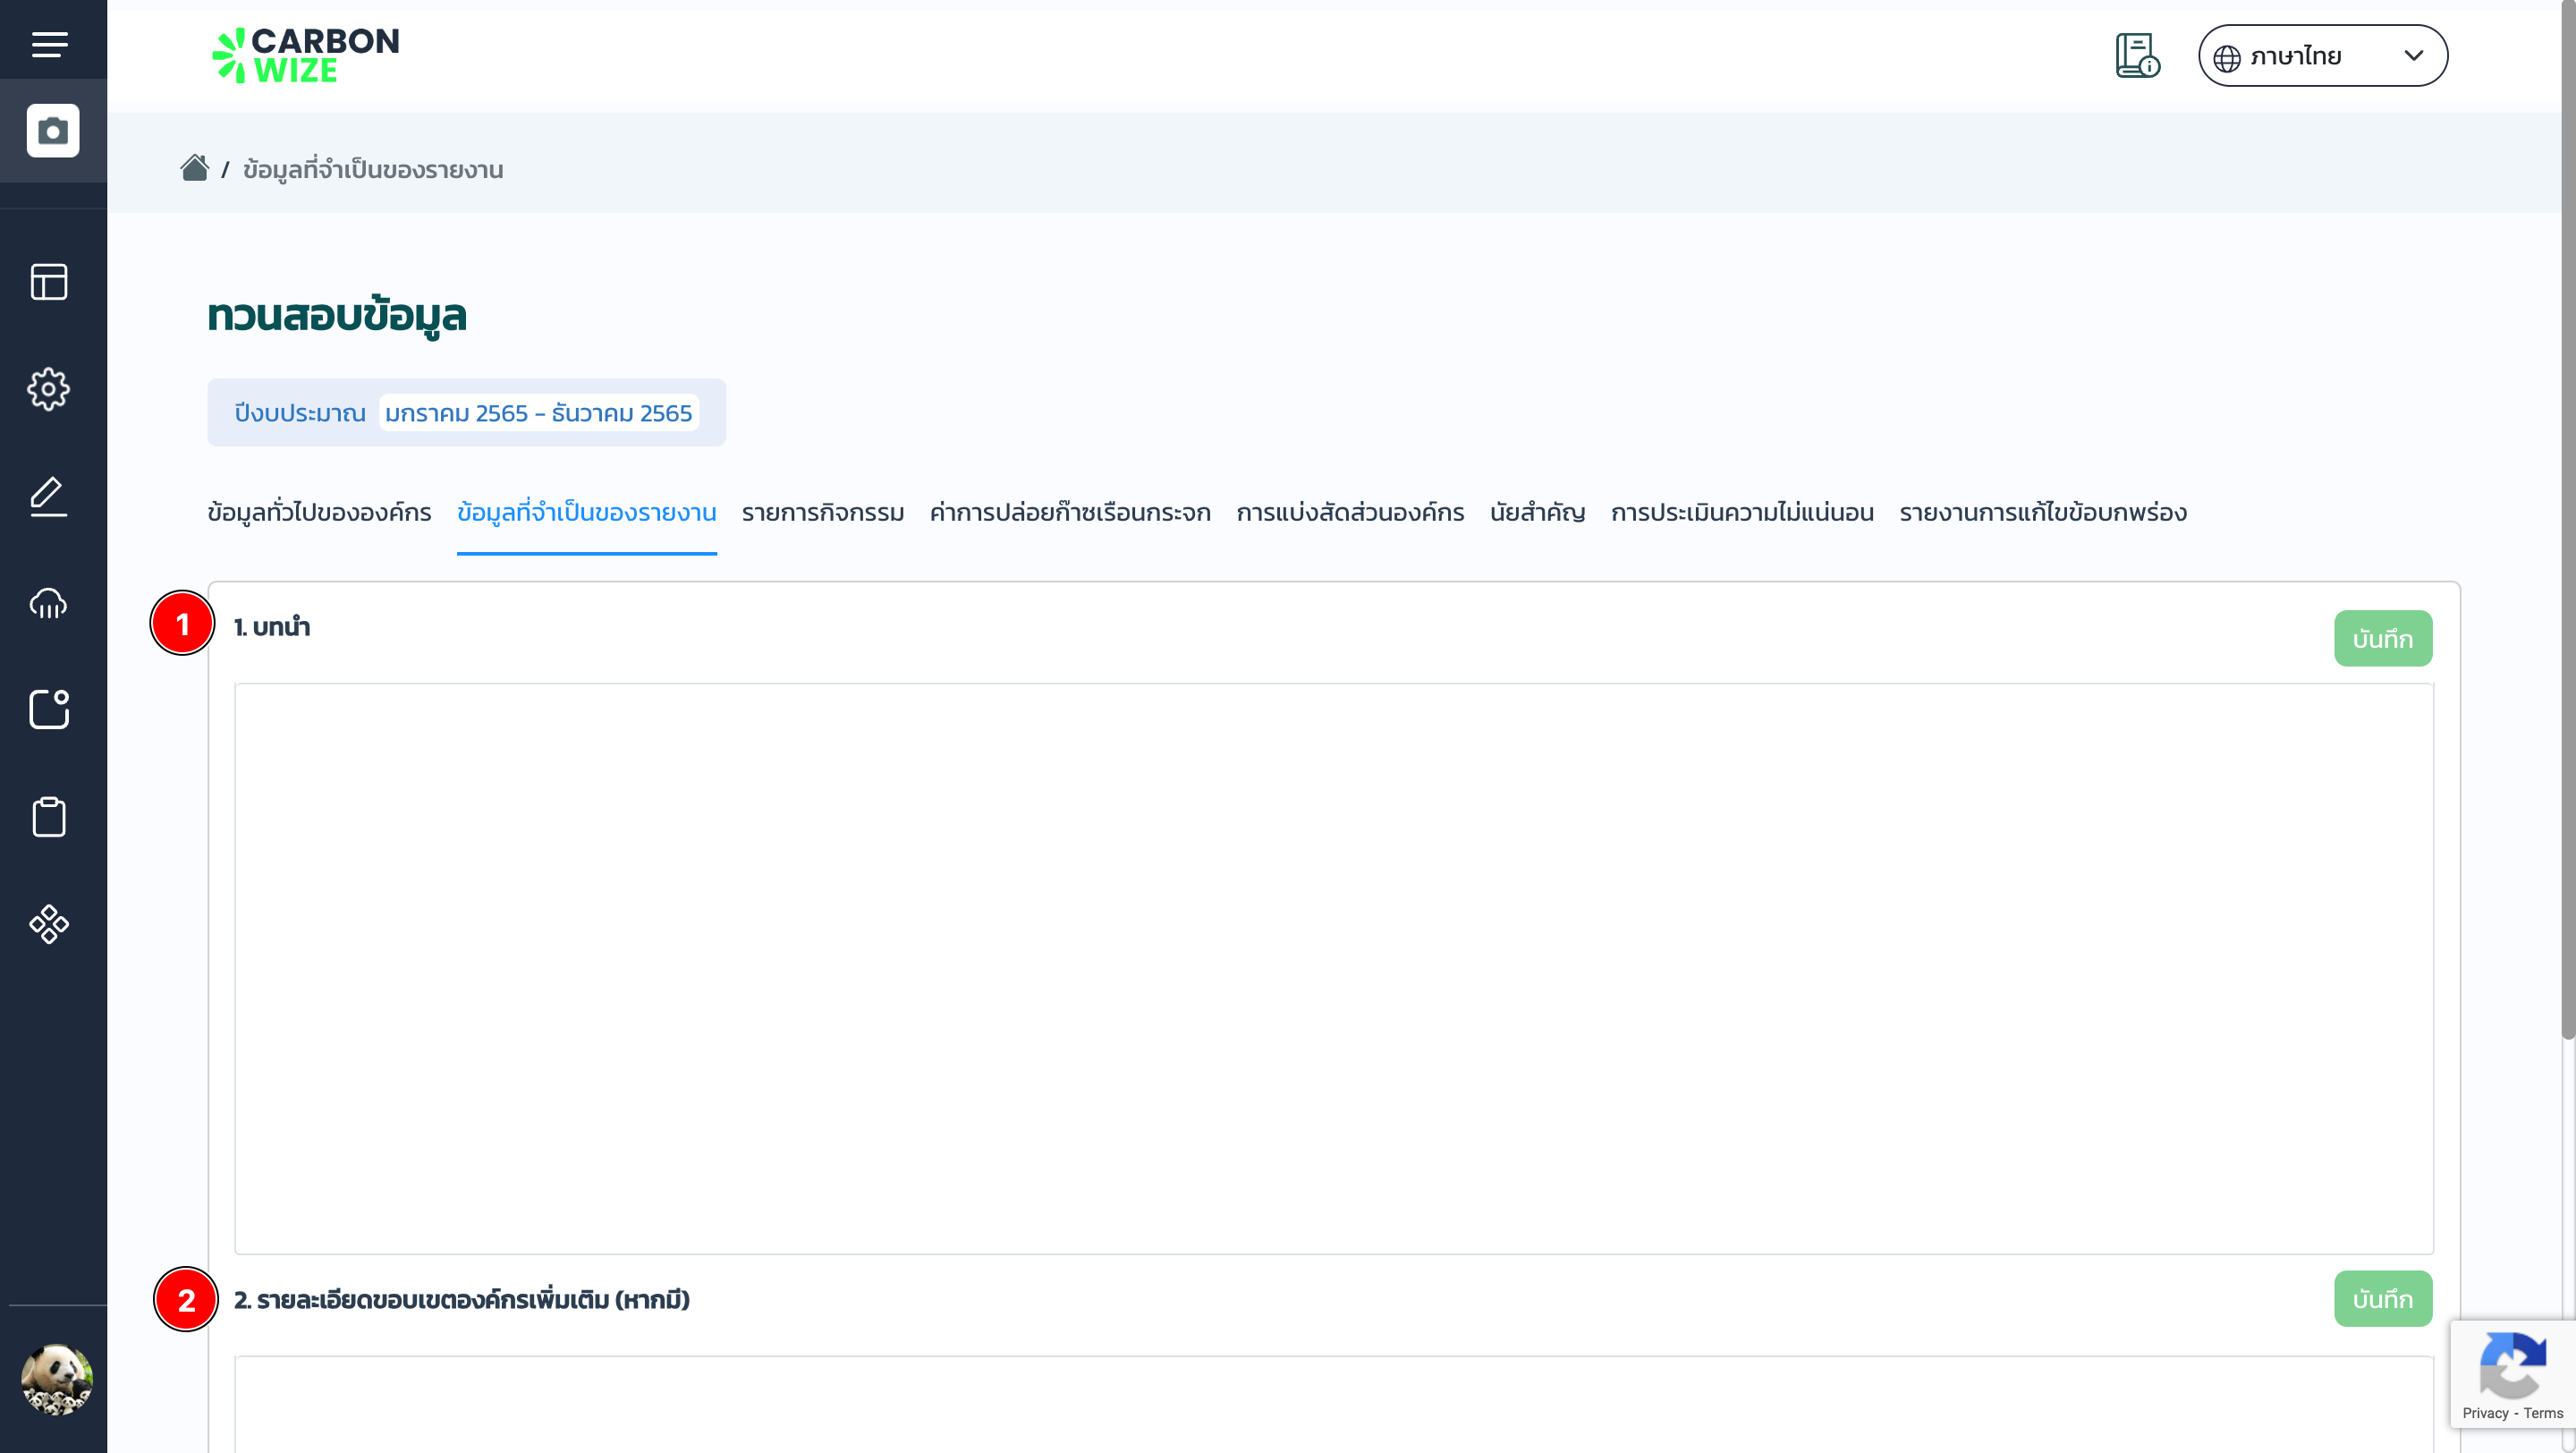 CARBON
WIZE
ภาษาไทย
/ ข้อมูลที่จำเป็นของรายงาน
ทวนสอบข้อมูล
ปีงบประมาณ มกราคม 2565 - ธันวาคม 2565
ข้อมูลทั่วไปขององค์กร ข้อมูลที่จำเป็นของรายงาน รายการกิจกรรม ค่าการปล่อยก๊าซเรือนกระจก การแบ่งสัดส่วนองค์กร นัยสำคัญ การประเมินความไม่แน่นอน รายงานการแก้ไขข้อบกพร่อง
1 1. บทนำ บันทึก
2 2. รายละเอียดขอบเขตองค์กรเพิ่มเติม (หากมี) บันทึก
Privacy - Terms